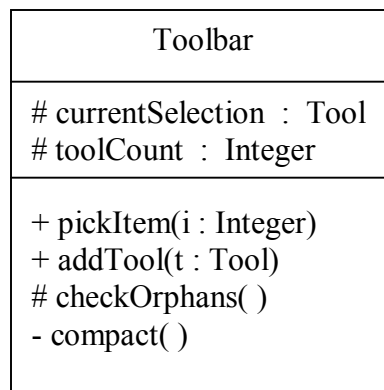 Toolbar
# currentSelection : Tool
# toolCount : Integer
+ pickItem(i : Integer)
+ addTool(t : Tool)
# checkOrphans( )
- compact( )